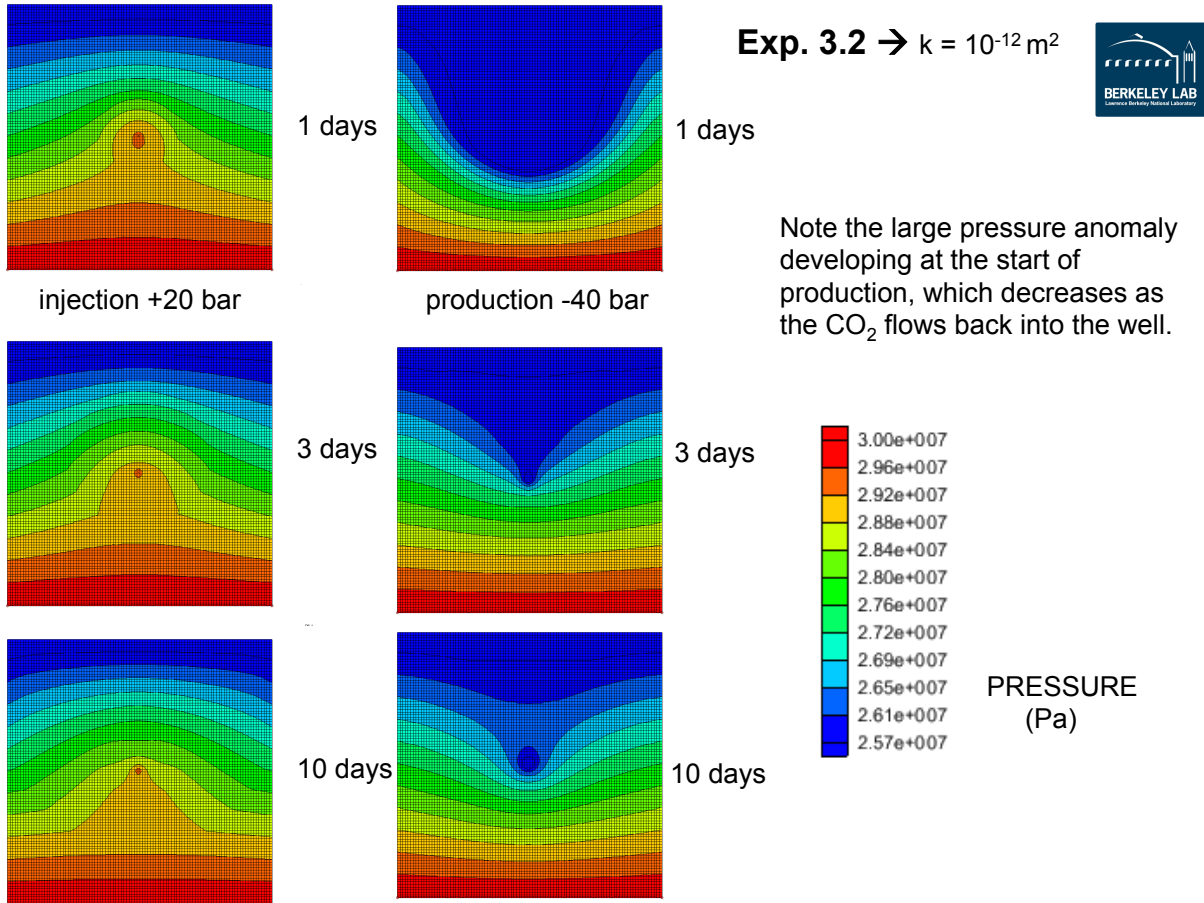 Exp. 3.2 → k = 10⁻¹² m²
BERKELEY LAB
Lawrence Berkeley National Laboratory
1 days
1 days
injection +20 bar
production -40 bar
Note the large pressure anomaly
developing at the start of
production, which decreases as
the CO₂ flows back into the well.
3 days
3 days
3.00e+007
2.96e+007
2.92e+007
2.88e+007
2.84e+007
2.80e+007
2.76e+007
2.72e+007
2.69e+007
2.65e+007
2.61e+007
2.57e+007
PRESSURE
(Pa)
10 days
10 days